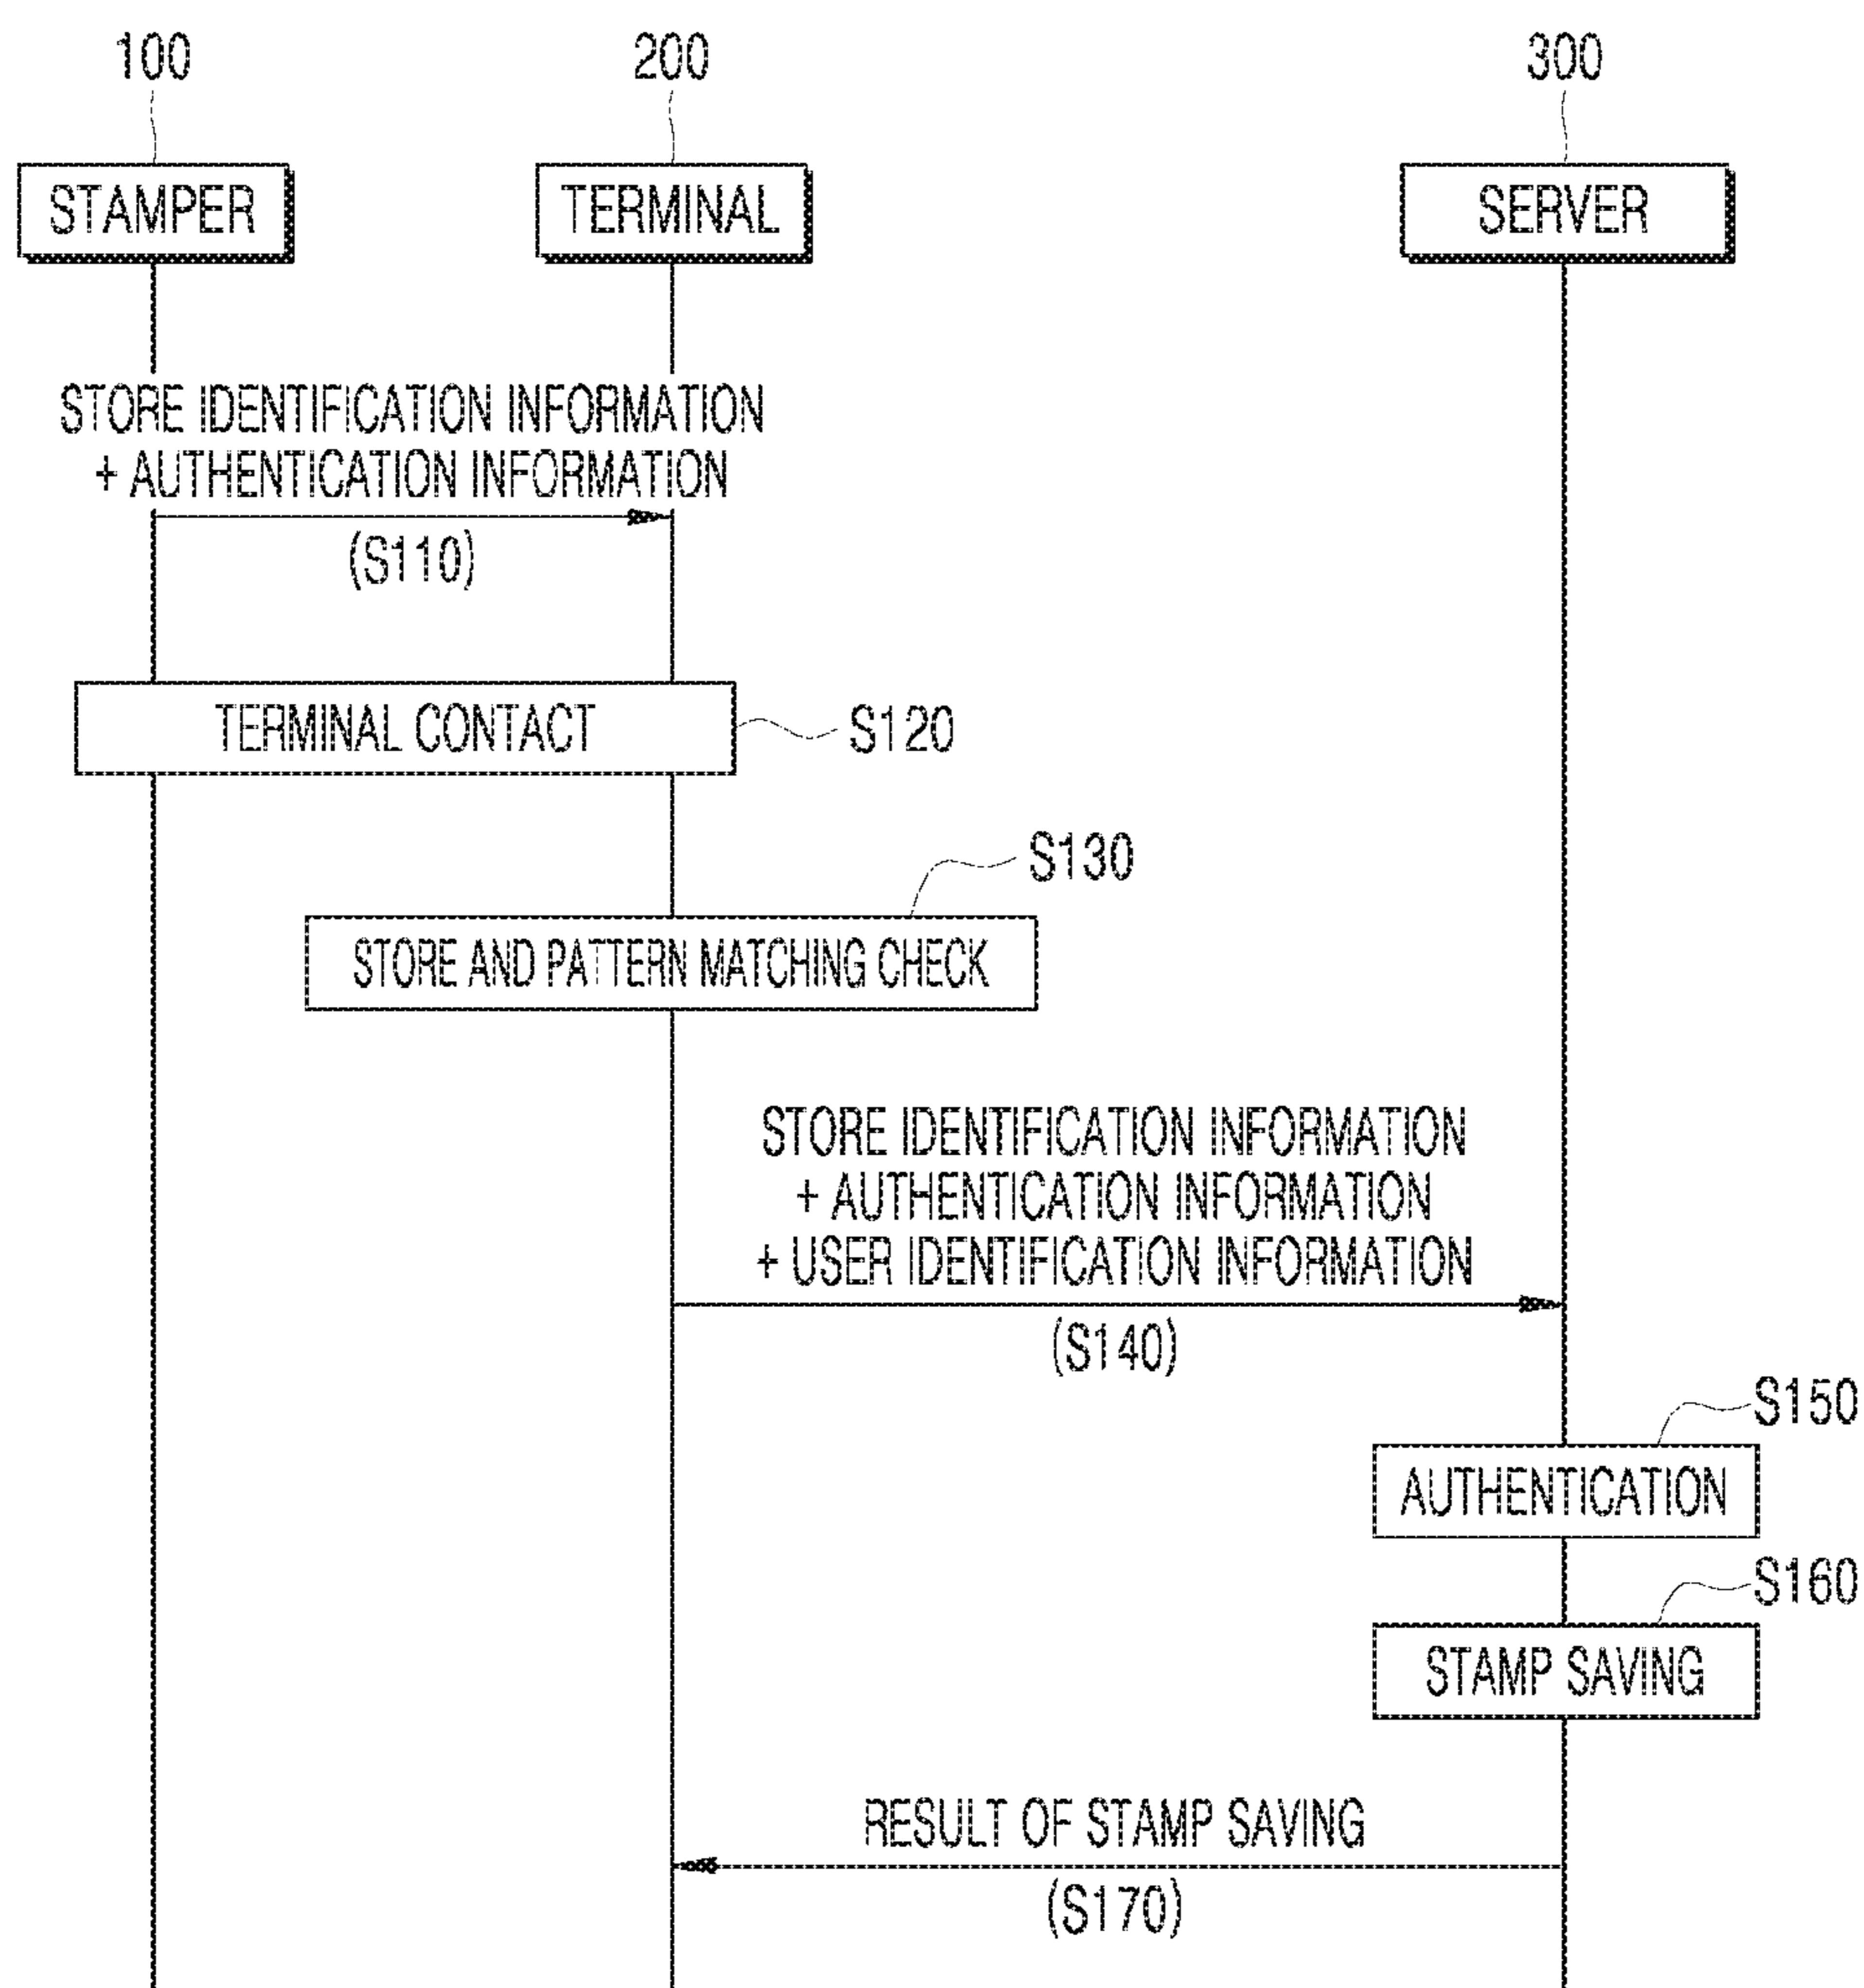 100
200
300
STAMPER
TERMINAL
SERVER
STORE IDENTIFICATION INFORMATION
+ AUTHENTICATION INFORMATION
(S110)
TERMINAL CONTACT
S120
S130
STORE AND PATTERN MATCHING CHECK
STORE IDENTIFICATION INFORMATION
+ AUTHENTICATION INFORMATION
+ USER IDENTIFICATION INFORMATION
(S140)
S150
AUTHENTICATION
S160
STAMP SAVING
RESULT OF STAMP SAVING
(S170)